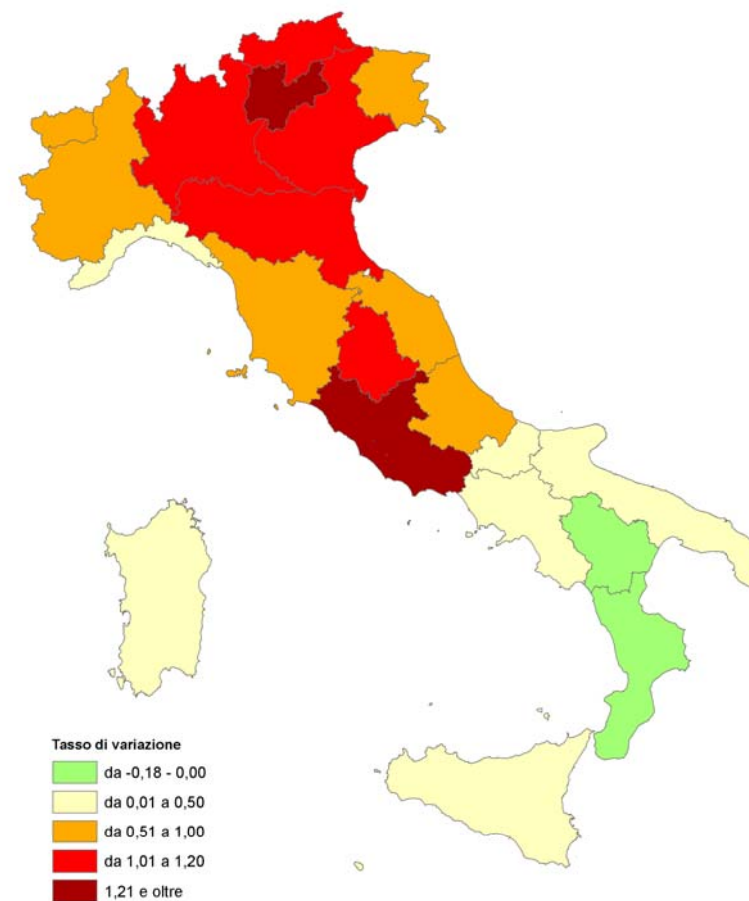 Tasso di variazione
da -0,18 - 0,00
da 0,01 a 0,50
da 0,51 a 1,00
da 1,01 a 1,20
1,21 e oltre